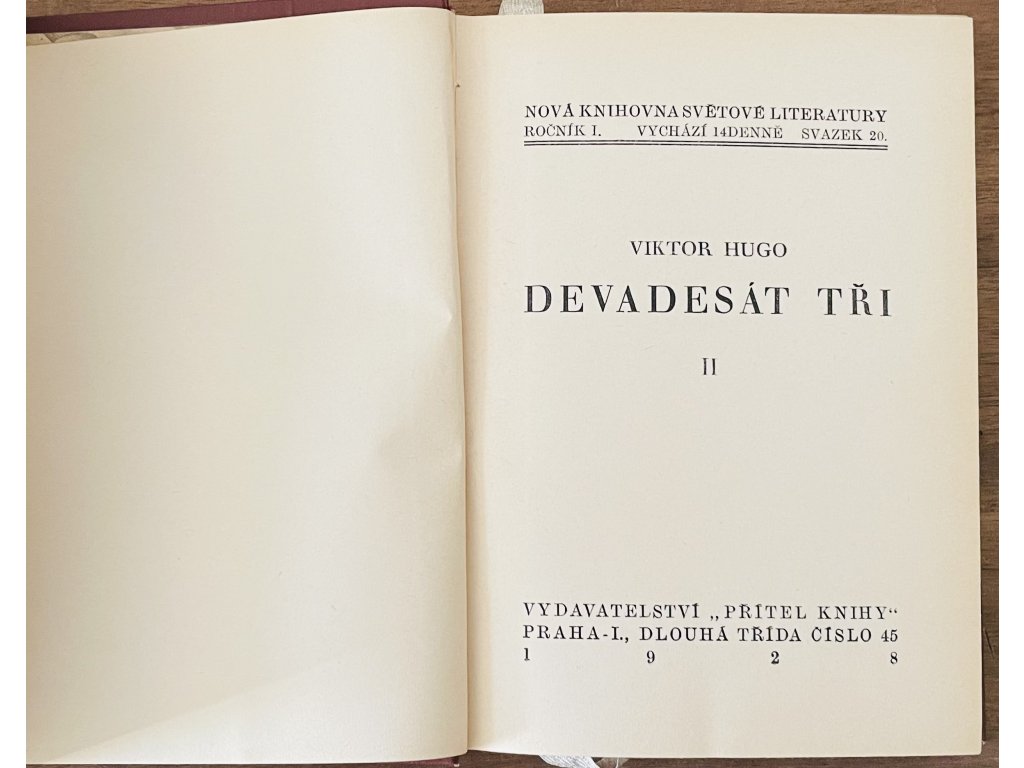 NOVÁ KNIHOVNA SVĚTOVÉ LITERATURY
ROČNÍK I. VYCHÁZÍ 14DENNĚ SVAZEK 20.
VIKTOR HUGO
DEVADESÁT TŘI
II
VYDAVATELSTVÍ „PŘÍTEL KNIHY“
PRAHA-I., DLOUHÁ TŘÍDA ČÍSLO 45
1 9 2 8